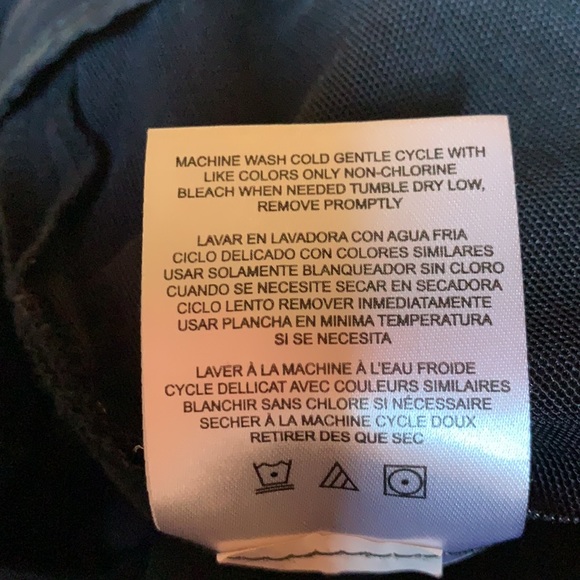 MACHINE WASH COLD GENTLE CYCLE WITH
LIKE COLORS ONLY NON-CHLORINE
BLEACH WHEN NEEDED TUMBLE DRY LOW,
REMOVE PROMPTLY
LAVAR EN LAVADORA CON AGUA FRIA
CICLO DELICADO CON COLORES SIMILARES
USAR SOLAMENTE BLANQUEADOR SIN CLORO
CUANDO SE NECESITE SECAR EN SECADORA
CICLO LENTO REMOVER INMEDIATAMENTE
USAR PLANCHA EN MINIMA TEMPERATURA
SI SE NECESITA
LAVER À LA MACHINE À L'EAU FROIDE
CYCLE DELLICAT AVEC COULEURS SIMILAIRES
BLANCHIR SANS CHLORE SI NÉCESSAIRE
SECHER À LA MACHINE CYCLE DOUX
RETIRER DES QUE SEC